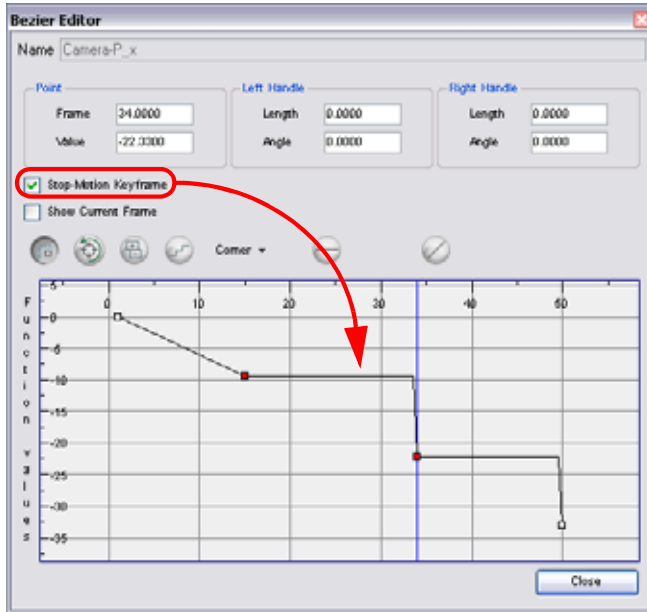 Bezier Editor
Name Camera-P_x
Point
Left Handle
Right Handle
Frame 34.0000
Length 0.0000
Length 0.0000
Value -22.3300
Angle 0.0000
Angle 0.0000
Stop-Motion Keyframe
Show Current Frame
Corner
5
0 10 20 30 40 50
-0
-5
-10
-15
-20
-25
-30
-35
Function values
Close